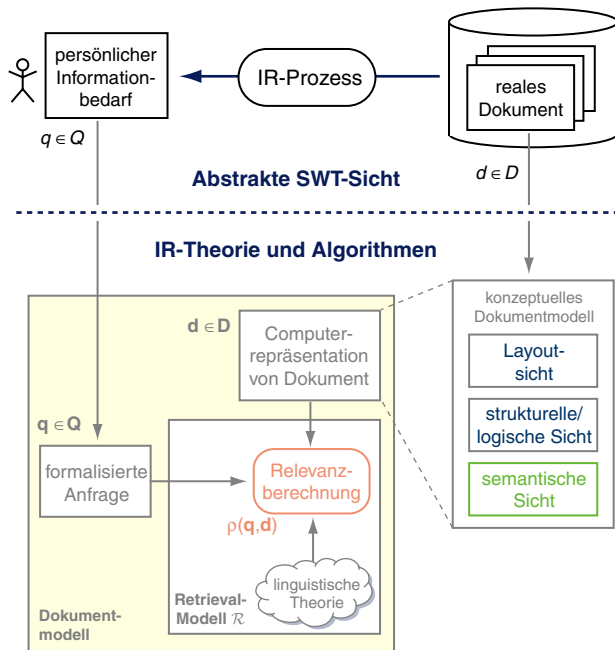 persönlicher
Information-
bedarf
IR-Prozess
reales
Dokument
q ∈ Q
d ∈ D
Abstrakte SWT-Sicht
IR-Theorie und Algorithmen
konzeptuelles
Dokumentmodell
Layout-
sicht
strukturelle/
logische Sicht
semantische
Sicht
d ∈ D
Computer-
repräsentation
von Dokument
q ∈ Q
formalisierte
Anfrage
Relevanz-
berechnung
ρ(q,d)
linguistische
Theorie
Retrieval-
Modell ℛ
Dokument-
modell